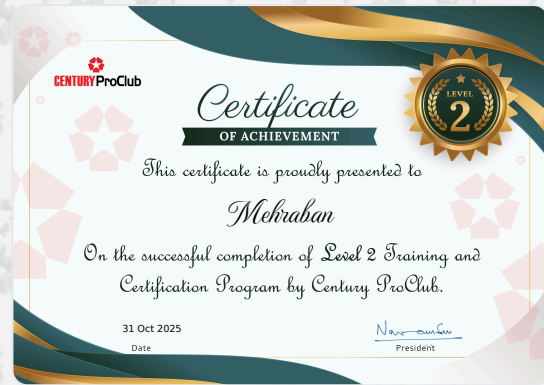 CENTURY ProClub
LEVEL
2
Certificate
OF ACHIEVEMENT
This certificate is proudly presented to
Mehraban
On the successful completion of Level 2 Training and
Certification Program by Century ProClub.
31 Oct 2025
Date
President